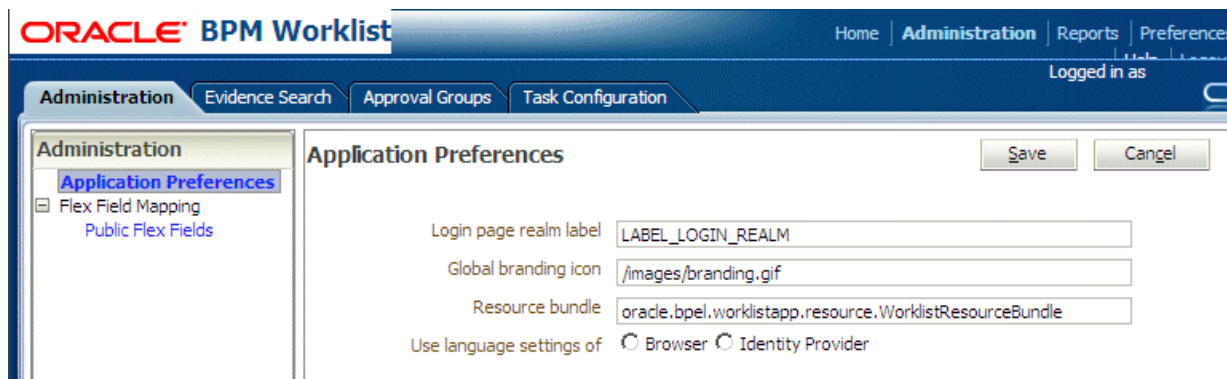 ORACLE BPM Worklist
Home Administration Reports Preferences
Logged in as
Administration Evidence Search Approval Groups Task Configuration
Administration
Application Preferences
Flex Field Mapping
Public Flex Fields
Application Preferences
Save Cancel
Login page realm label LABEL_LOGIN_REALM
Global branding icon /images/branding.gif
Resource bundle oracle.bpel.worklistapp.resource.WorklistResourceBundle
Use language settings of Browser Identity Provider